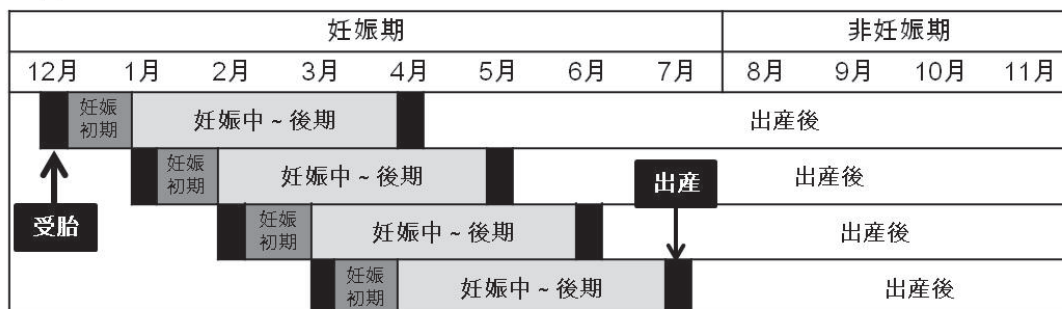 妊娠期 非妊娠期
12月 1月 2月 3月 4月 5月 6月 7月 8月 9月 10月 11月
妊娠
初期
妊娠中~後期
出産後
妊娠
初期
妊娠中~後期
出産後
受胎
出産
妊娠
初期
妊娠中~後期
出産後
妊娠
初期
妊娠中~後期
出産後